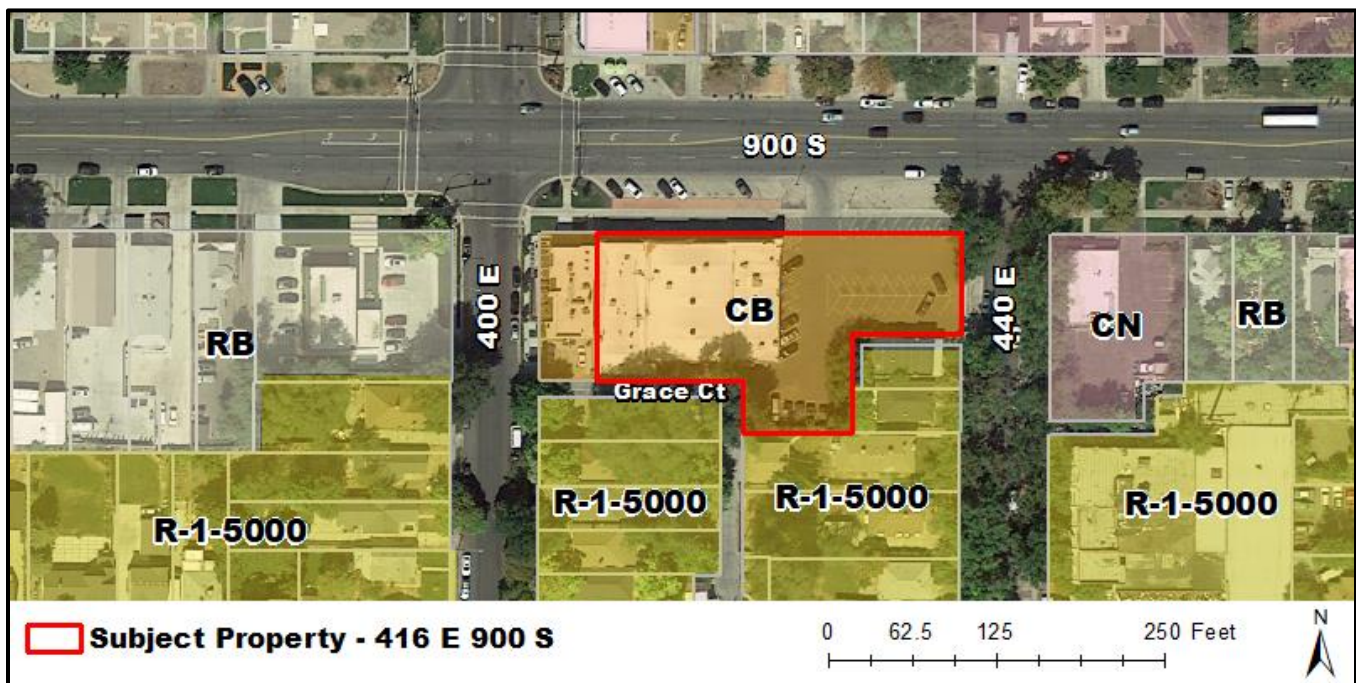 900 S
400 E
CB
440 E
RB
CN
RB
Grace Ct
R-1-5000
R-1-5000
R-1-5000
R-1-5000
Subject Property - 416 E 900 S
0 62.5 125 250 Feet
N